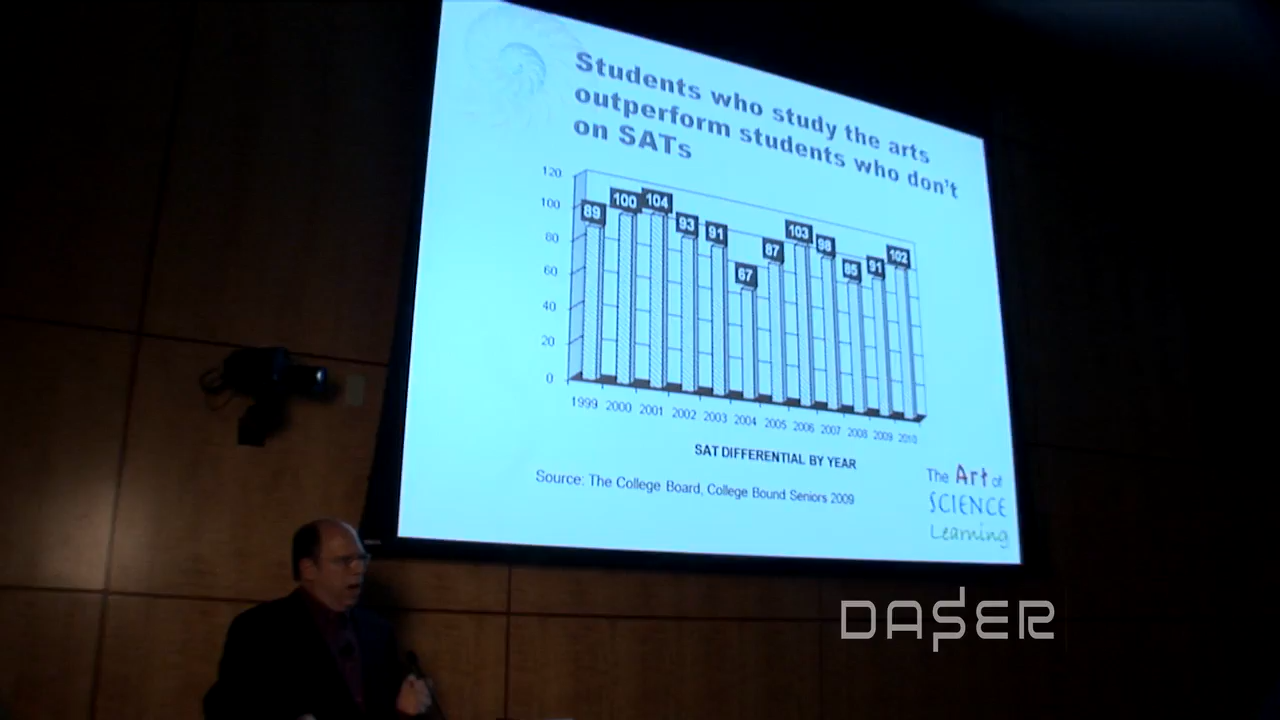 Students who study the arts
outperform students who don't
on SATs
120
100
80
60
40
20
0
89
100
104
93
91
67
87
103
98
85
91
102
1999 2000 2001 2002 2003 2004 2005 2006 2007 2008 2009 2010
SAT DIFFERENTIAL BY YEAR
Source: The College Board, College Bound Seniors 2009
The Art of
SCIENCE
Learning
DASER